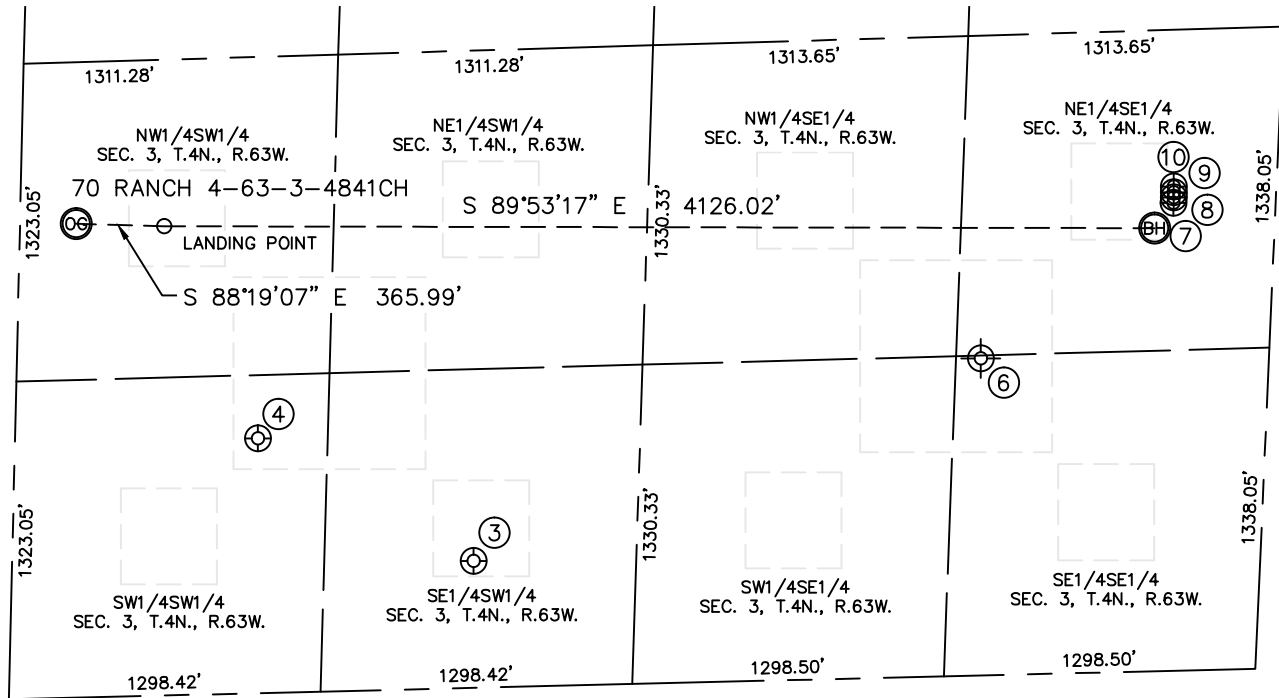 1311.28’
1311.28’
1313.65’
1313.65’
NW1/4SW1/4
SEC. 3, T.4N., R.63W.
NE1/4SW1/4
SEC. 3, T.4N., R.63W.
NW1/4SE1/4
SEC. 3, T.4N., R.63W.
NE1/4SE1/4
SEC. 3, T.4N., R.63W.
10
9
8
7
BH
1323.05’
70 RANCH 4-63-3-4841CH
S 89°53’17” E 4126.02’
1330.33’
1338.05’
LANDING POINT
S 88°19’07” E 365.99’
6
4
3
1323.05’
1330.33’
1338.05’
SW1/4SW1/4
SEC. 3, T.4N., R.63W.
SE1/4SW1/4
SEC. 3, T.4N., R.63W.
SW1/4SE1/4
SEC. 3, T.4N., R.63W.
SE1/4SE1/4
SEC. 3, T.4N., R.63W.
1298.42’
1298.42’
1298.50’
1298.50’